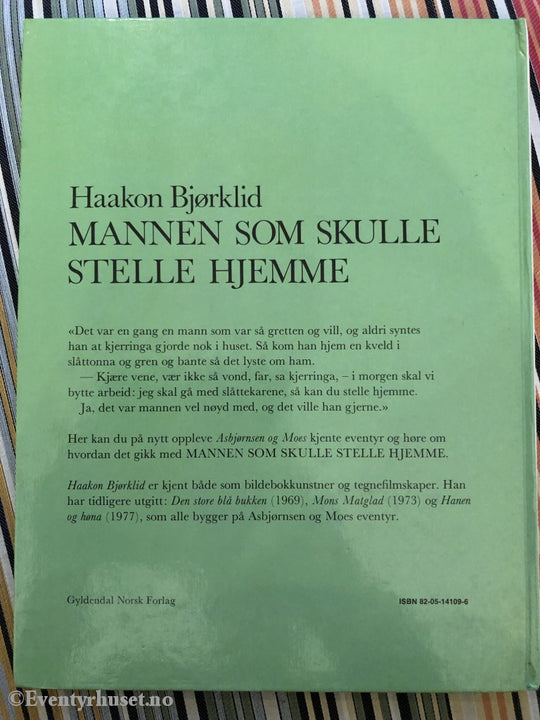 Haakon Bjørklid
MANNEN SOM SKULLE
STELLE HJEMME
«Det var en gang en mann som var så gretten og vill, og aldri syntes
han at kjerringa gjorde nok i huset. Så kom han hjem en kveld i
slåttonna og gren og bante så det lyste om ham.
— Kjære vene, vær ikke så vond, far, sa kjerringa, – i morgen skal vi
bytte arbeid: jeg skal gå med slåttekarene, så kan du stelle hjemme.
Ja, det var mannen vel nøyd med, og det ville han gjerne.»
Her kan du på nytt oppleve Asbjørnsen og Moes kjente eventyr og høre om
hvordan det gikk med MANNEN SOM SKULLE STELLE HJEMME.
Haakon Bjørklid er kjent både som bildebokkunstner og tegnefilmskaper. Han
har tidligere utgitt: Den store blå bukken (1969), Mons Matglad (1973) og Hanen
og høna (1977), som alle bygger på Asbjørnsen og Moes eventyr.
Gyldendal Norsk Forlag
ISBN 82-05-14109-6
©Eventyrhuset.no